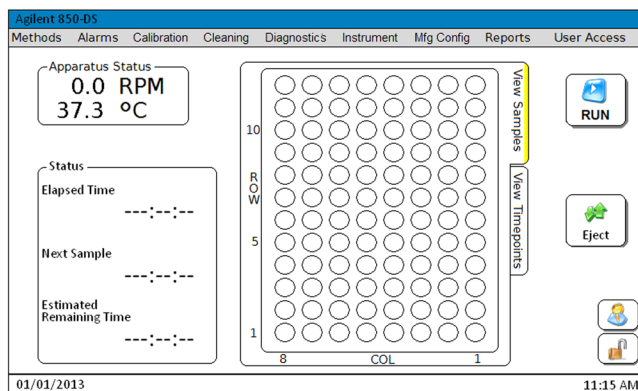 Agilent 850-DS
Methods Alarms Calibration Cleaning Diagnostics Instrument Mfg Config Reports User Access
Apparatus Status
0.0 RPM
37.3 ºC
Status
Elapsed Time
---:--:--
Next Sample
---:--:--
Estimated
Remaining Time
---:--:--
10
ROW
5
1
8 COL 1
View Samples
View Timepoints
RUN
Eject
01/01/2013 11:15 AM